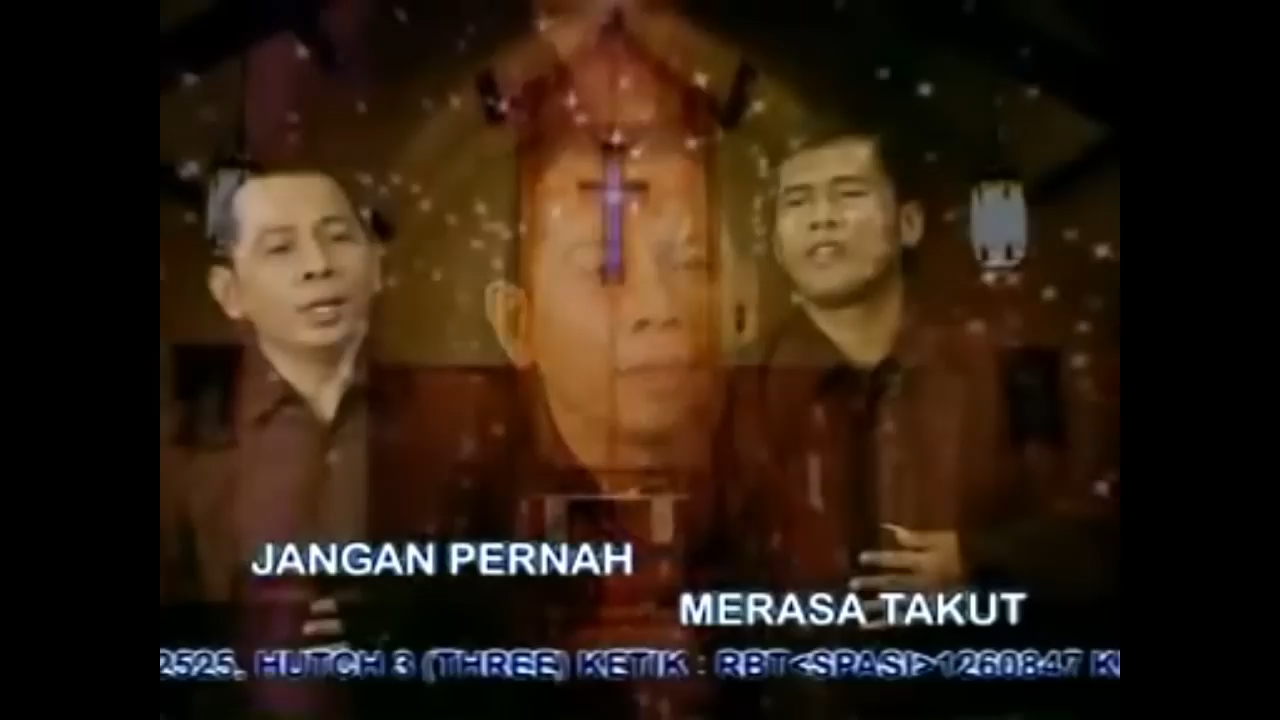 JANGAN PERNAH
MERASA TAKUT
2525, HUTCH 3 (THREE) KETIK : RBT<SPASI>1260847